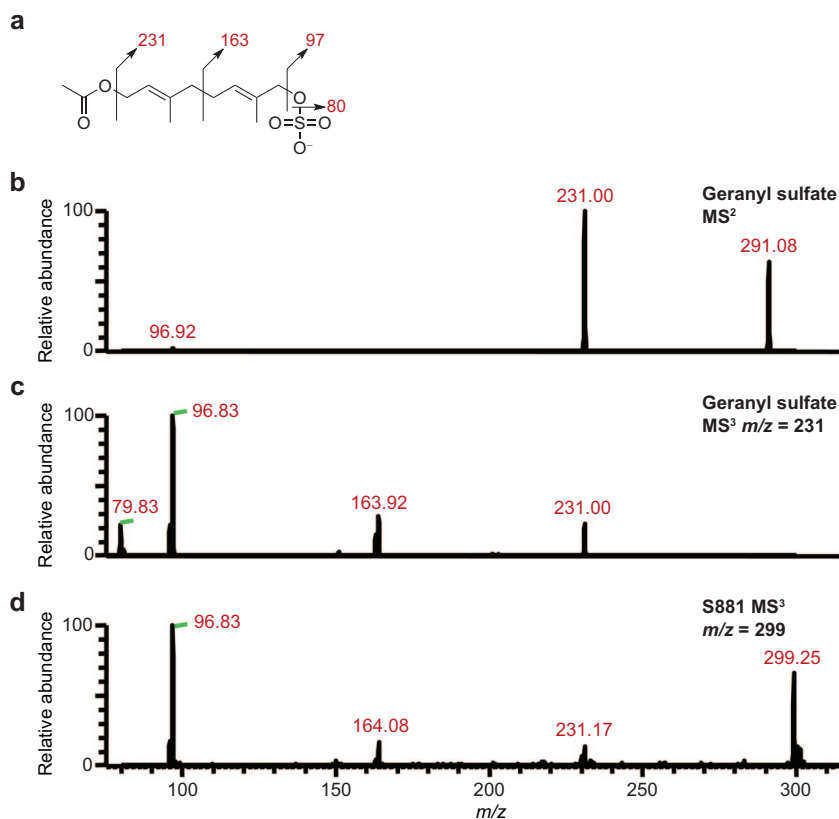 a
231
163
97
O
O
O
80
O=S=O
O⁻
b
Relative abundance
100
0
96.92
231.00
291.08
Geranyl sulfate
MS²
c
Relative abundance
100
0
79.83
96.83
163.92
231.00
Geranyl sulfate
MS³ m/z = 231
d
Relative abundance
100
0
96.83
164.08
231.17
299.25
S881 MS³
m/z = 299
100
150
200
250
300
m/z